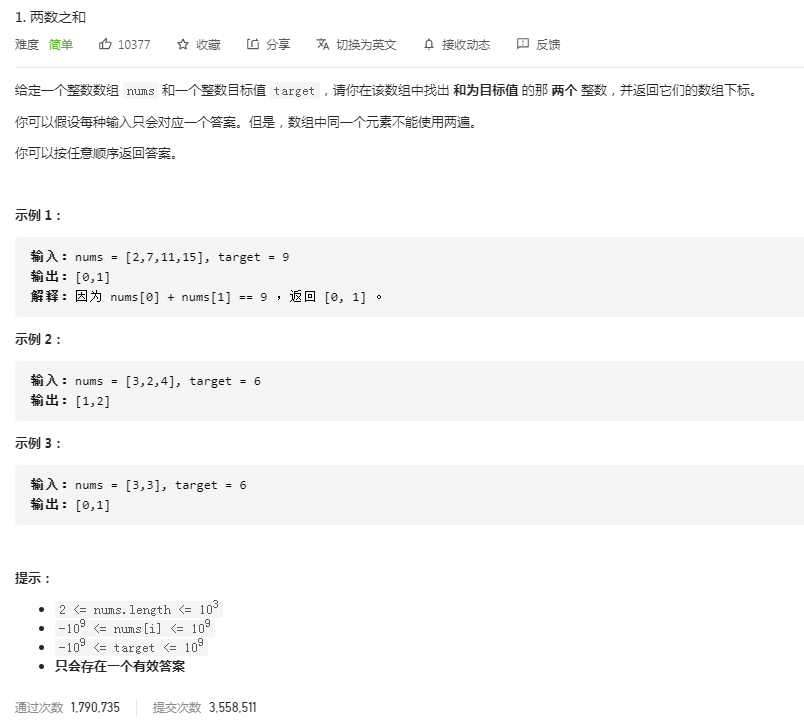 1. 两数之和
难度 简单 10377 收藏 分享 切换为英文 接收动态 反馈
给定一个整数数组 nums 和一个整数目标值 target，请你在该数组中找出 和为目标值 的那 两个 整数，并返回它们的数组下标。
你可以假设每种输入只会对应一个答案。但是，数组中同一个元素不能使用两遍。
你可以按任意顺序返回答案。
示例 1：
输入：nums = [2,7,11,15], target = 9
输出：[0,1]
解释：因为 nums[0] + nums[1] == 9 ，返回 [0, 1] 。
示例 2：
输入：nums = [3,2,4], target = 6
输出：[1,2]
示例 3：
输入：nums = [3,3], target = 6
输出：[0,1]
提示：
2 <= nums.length <= 10³
-10⁹ <= nums[i] <= 10⁹
-10⁹ <= target <= 10⁹
只会存在一个有效答案
通过次数 1,790,735 提交次数 3,558,511